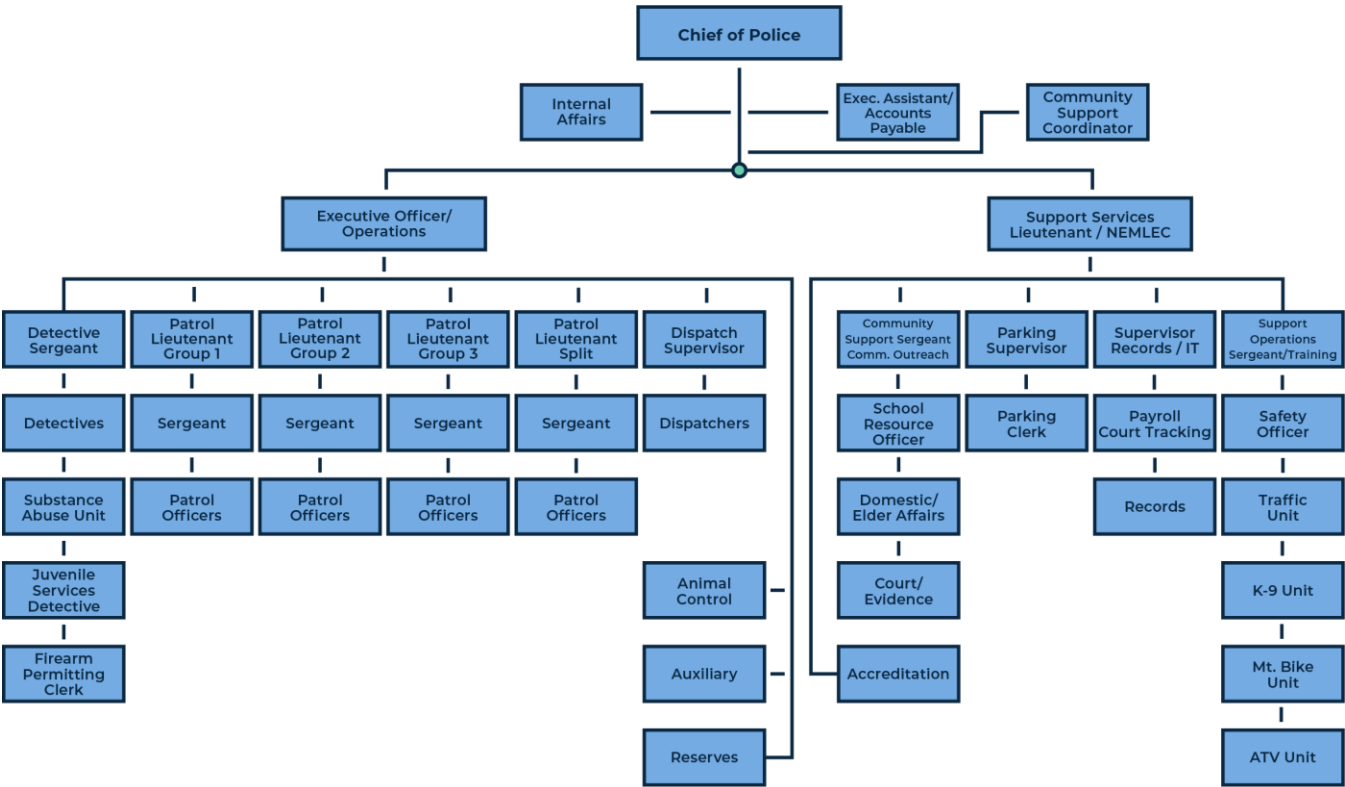 Chief of Police
Internal
Affairs
Exec. Assistant/
Accounts
Payable
Community
Support
Coordinator
Executive Officer/
Operations
Support Services
Lieutenant / NEMLEC
Detective
Sergeant
Patrol
Lieutenant
Group 1
Patrol
Lieutenant
Group 2
Patrol
Lieutenant
Group 3
Patrol
Lieutenant
Split
Dispatch
Supervisor
Community
Support Sergeant
Comm. Outreach
Parking
Supervisor
Supervisor
Records / IT
Support
Operations
Sergeant/Training
Detectives
Sergeant
Sergeant
Sergeant
Sergeant
Dispatchers
School
Resource
Officer
Parking
Clerk
Payroll
Court Tracking
Safety
Officer
Substance
Abuse Unit
Patrol
Officers
Patrol
Officers
Patrol
Officers
Patrol
Officers
Domestic/
Elder Affairs
Records
Traffic
Unit
Juvenile
Services
Detective
Animal
Control
Court/
Evidence
K-9 Unit
Firearm
Permitting
Clerk
Auxiliary
Accreditation
Mt. Bike
Unit
Reserves
ATV Unit